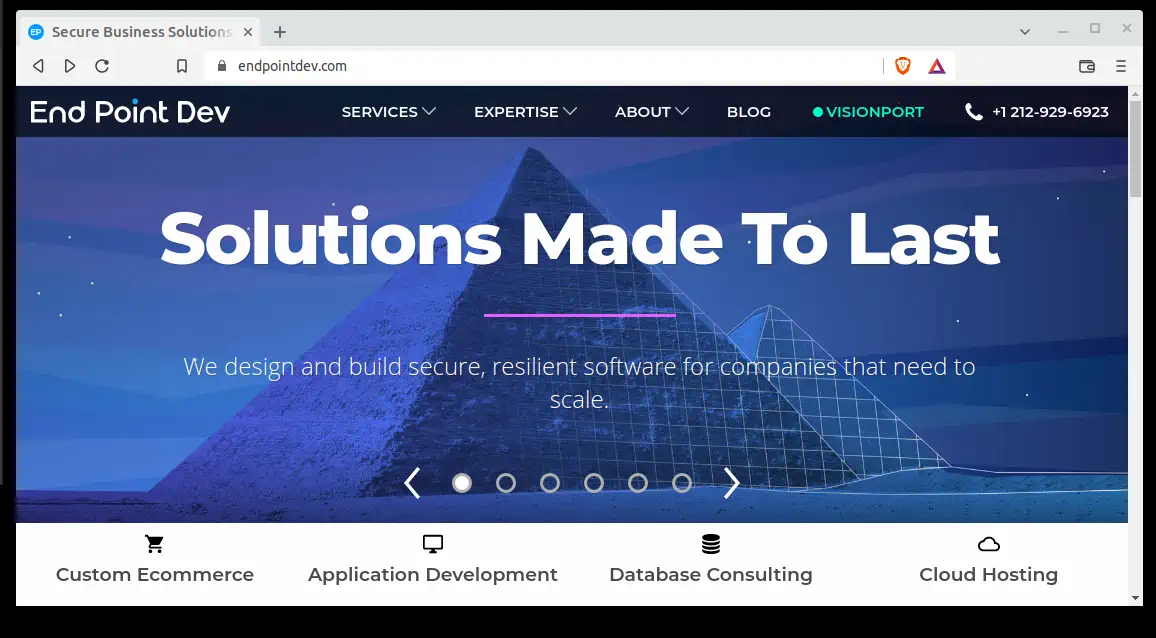 EP Secure Business Solutions
endpointdev.com
End Point Dev
SERVICES EXPERTISE ABOUT BLOG VISIONPORT +1 212-929-6923
Solutions Made To Last
We design and build secure, resilient software for companies that need to
scale.
Custom Ecommerce Application Development Database Consulting Cloud Hosting